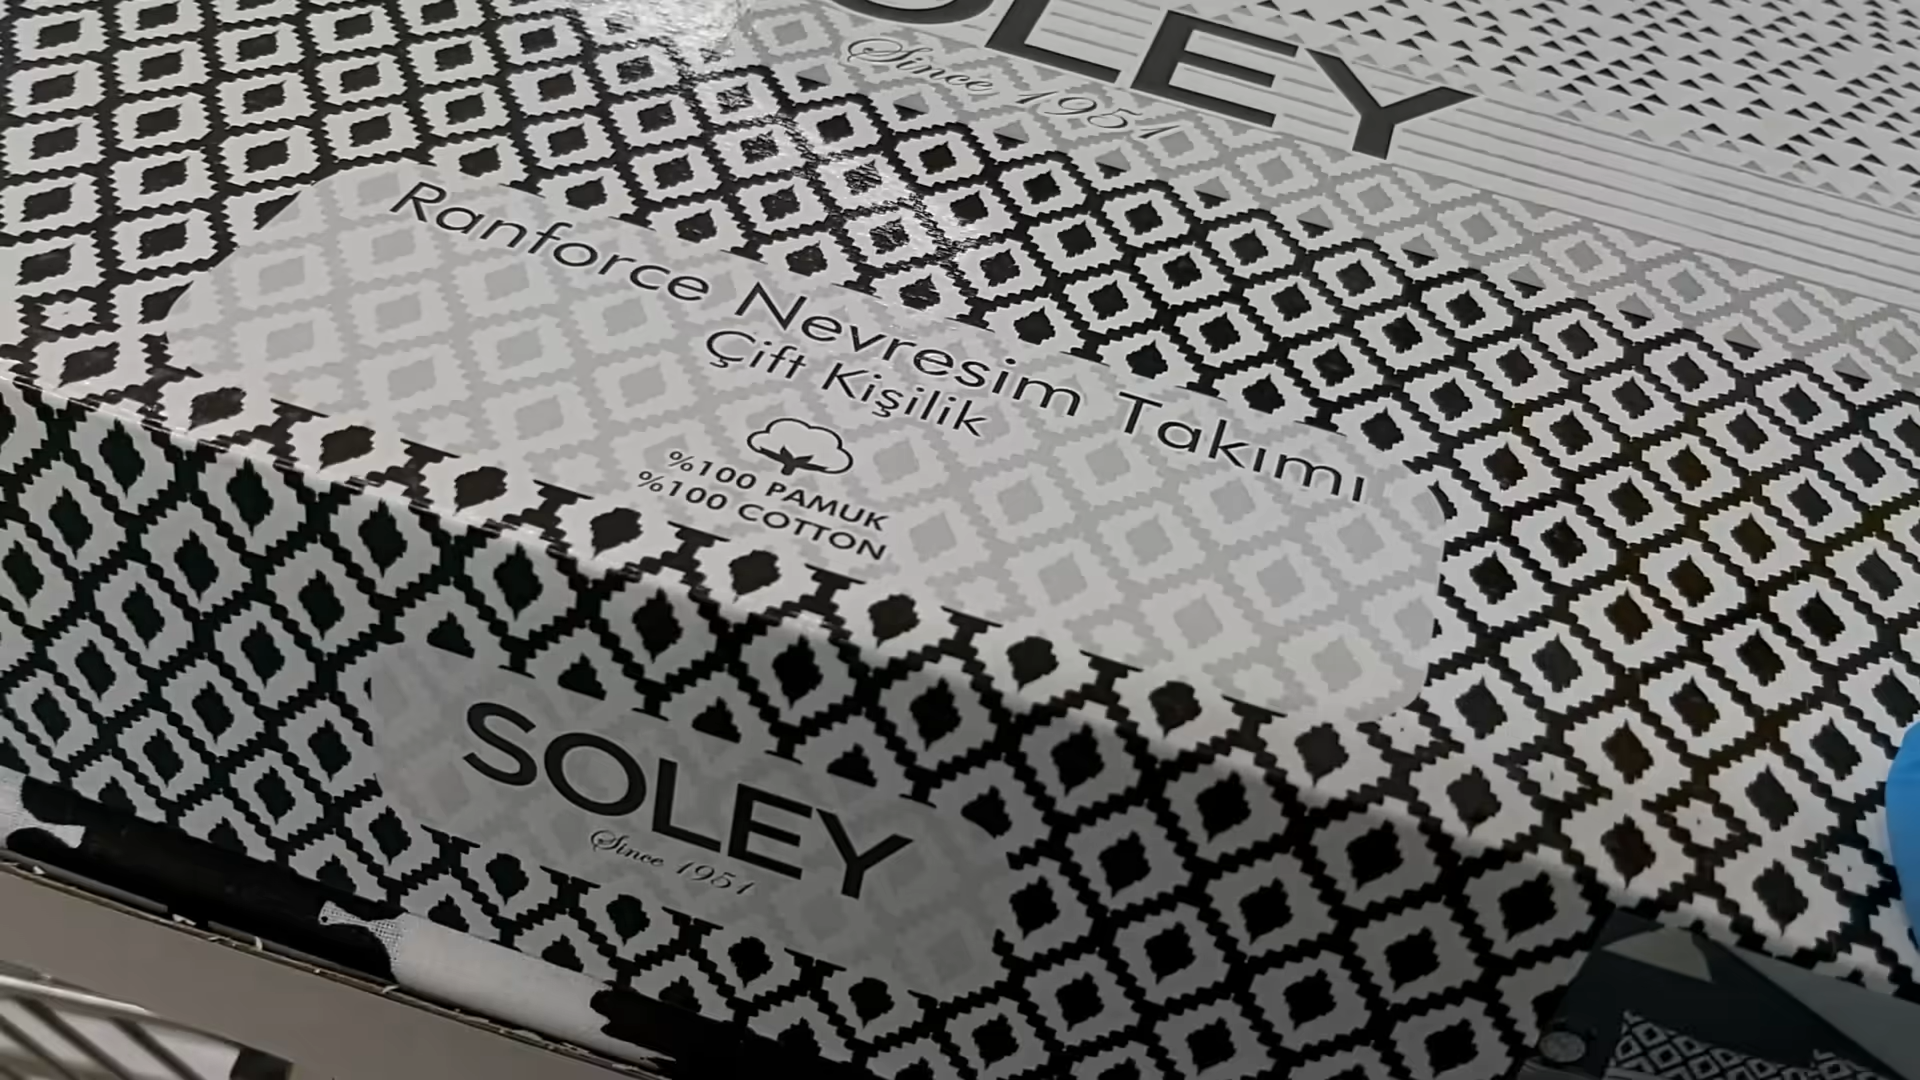 SOLEY
Since 1951
Ranforce Nevresim Takımı
Çift Kişilik
%100 PAMUK
%100 COTTON
SOLEY
Since 1951